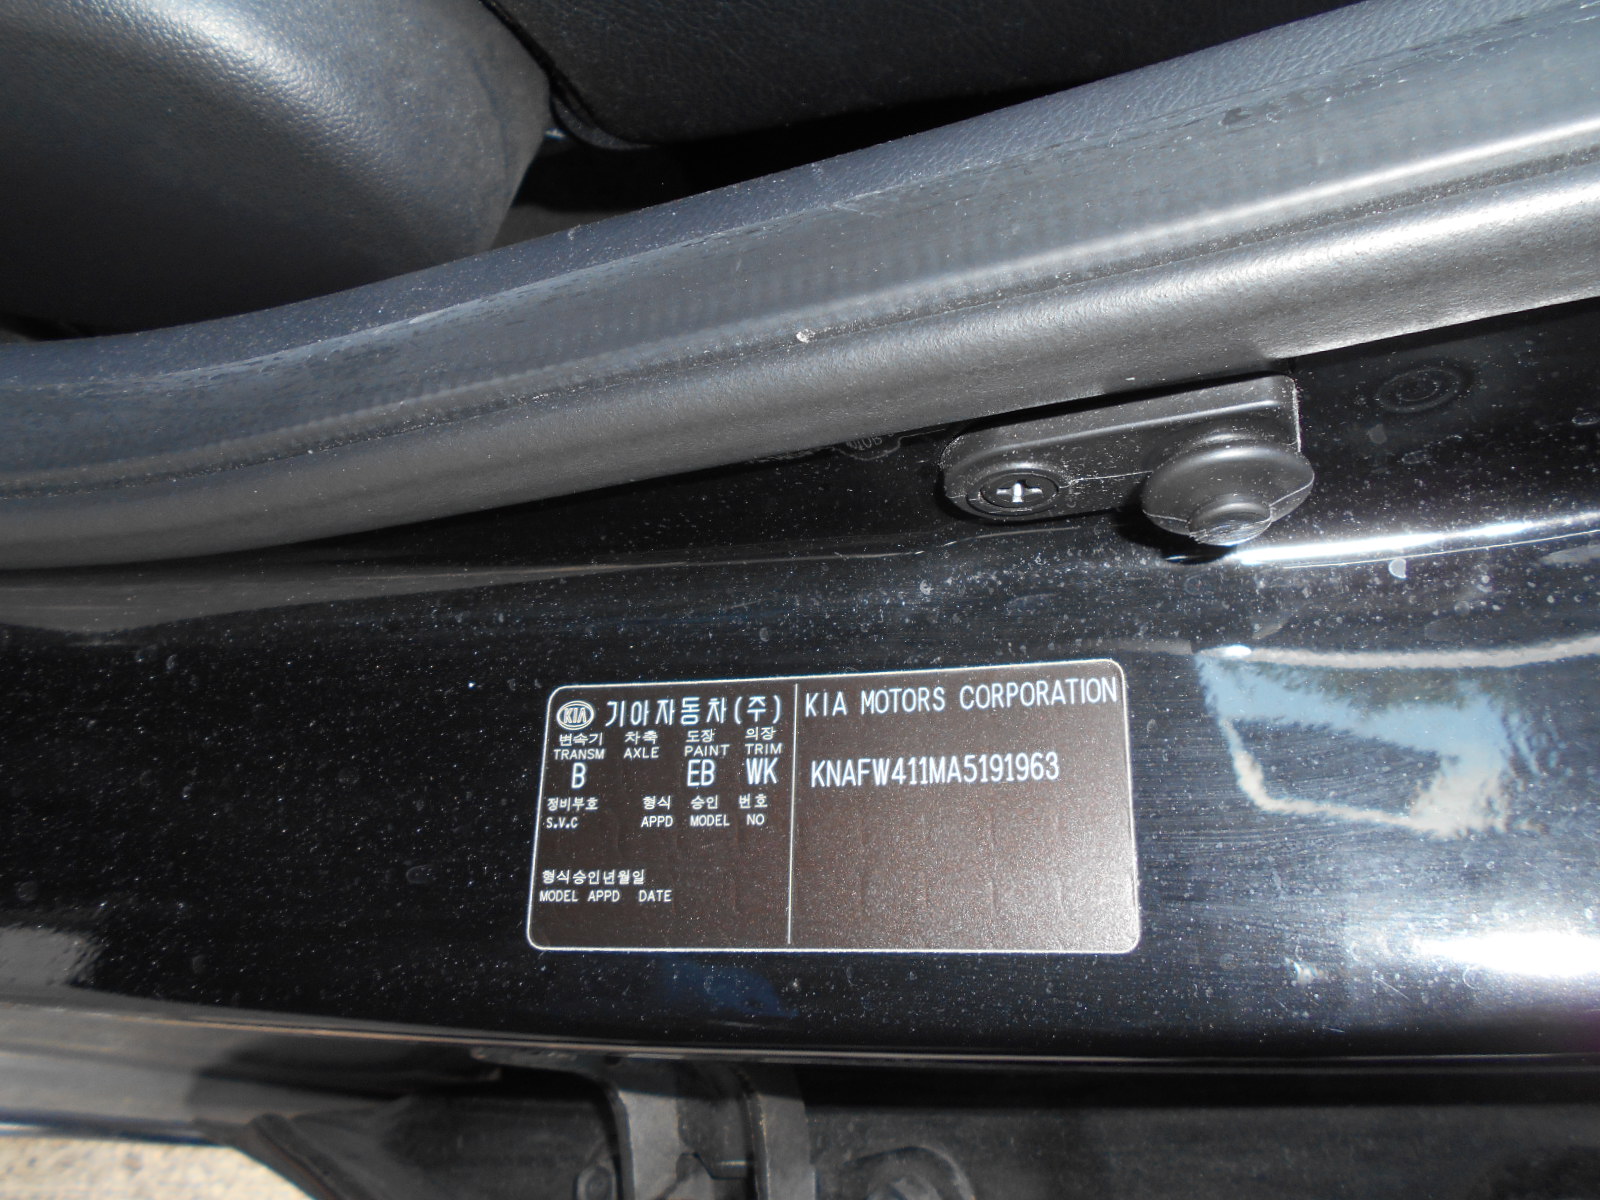 KIA 기아자동차(주)
변속기 차축 도장 의장
TRANSM AXLE PAINT TRIM
B EB WK
정비부호 형식 승인 번호
S.V.C APPD MODEL NO
형식승인년월일
MODEL APPD DATE
KIA MOTORS CORPORATION
KNAFW411MA5191963